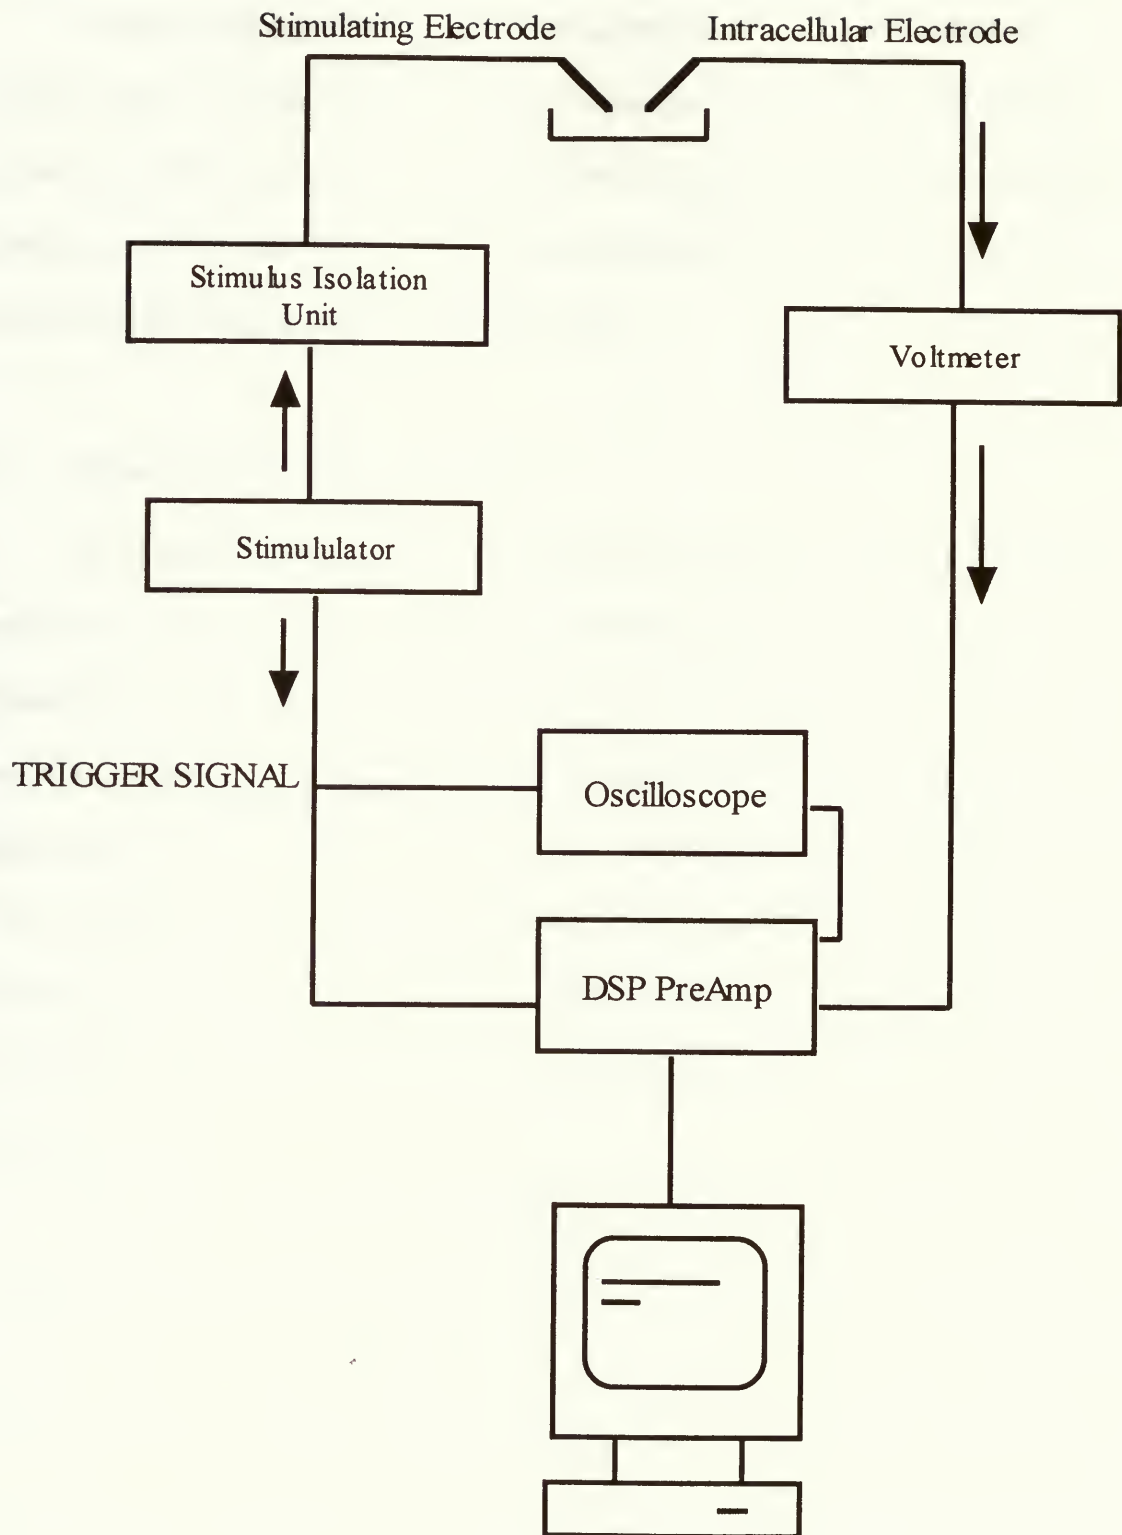 Stimulating Electrode
Intracellular Electrode
Stimulus Isolation
Unit
Voltmeter
Stimululator
TRIGGER SIGNAL
Oscilloscope
DSP PreAmp